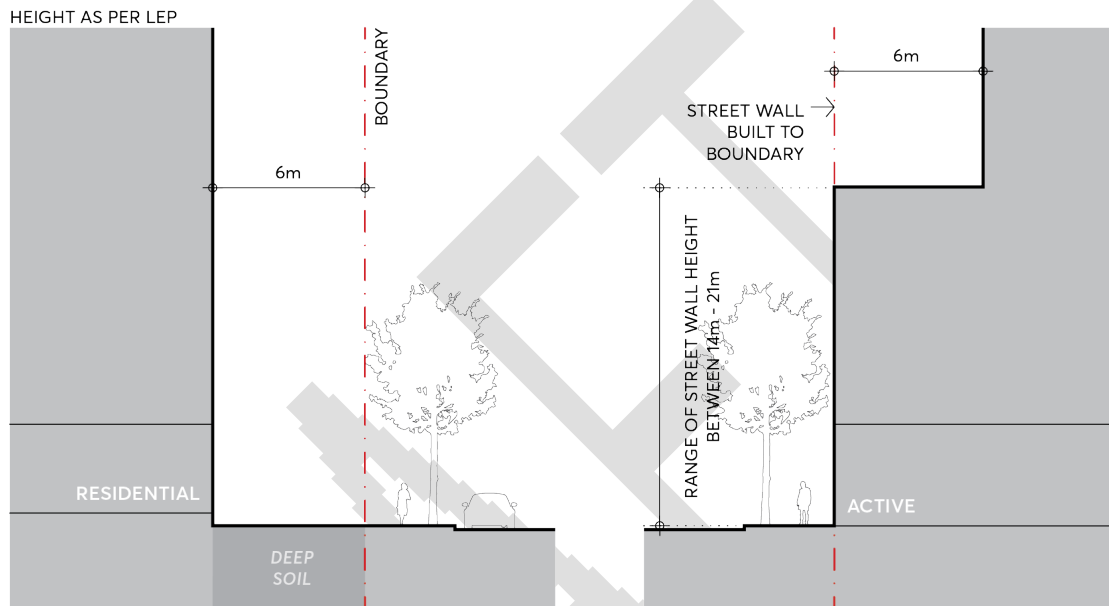 HEIGHT AS PER LEP
BOUNDARY
6m
STREET WALL
BUILT TO
BOUNDARY
6m
RANGE OF STREET WALL HEIGHT
BETWEEN 14m - 21m
RESIDENTIAL
ACTIVE
DEEP
SOIL